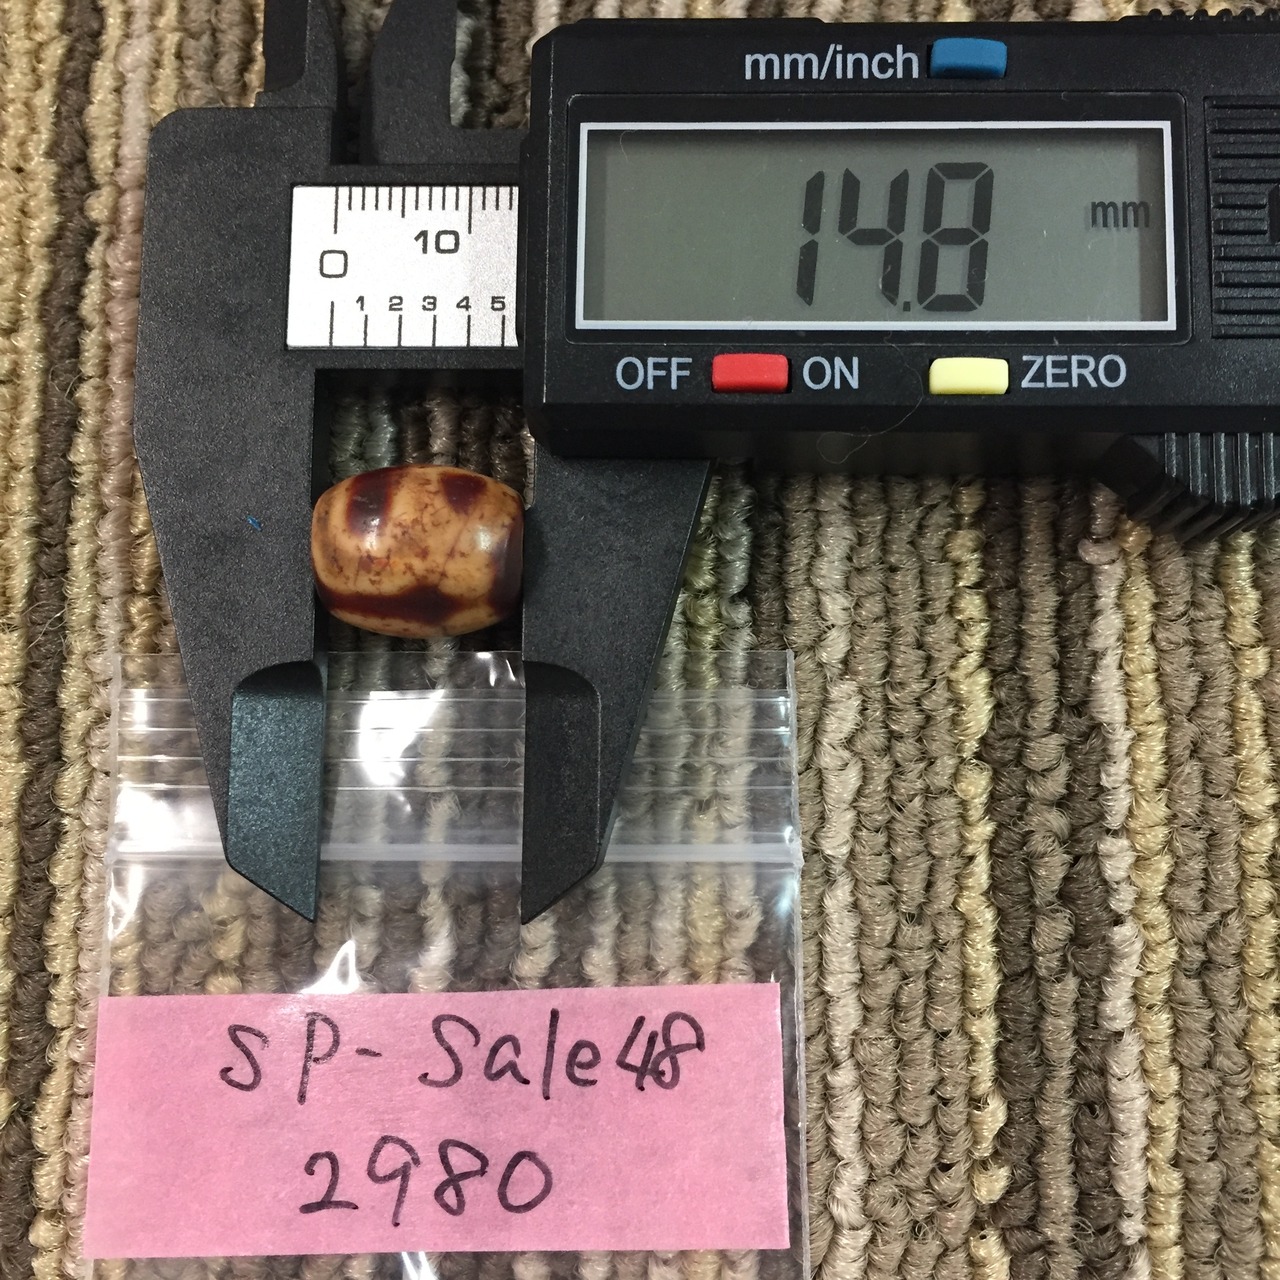 mm/inch
14.8 mm
OFF ON ZERO
0 10
1 2 3 4 5
SP-Sale48
2980